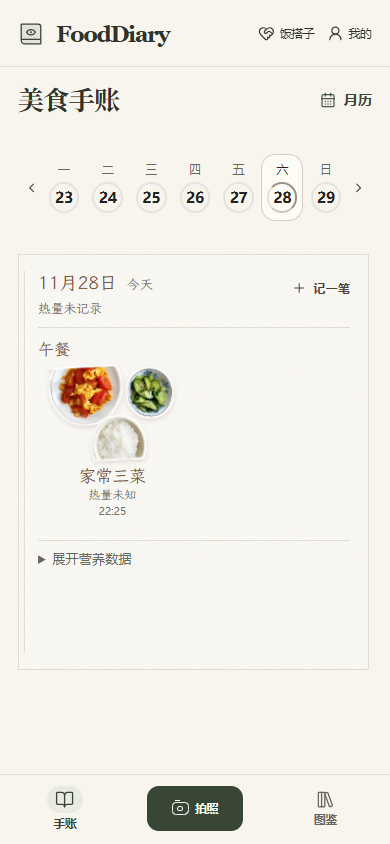 FoodDiary
饭搭子
我的
美食手账
月历
一 二 三 四 五 六 日
23 24 25 26 27 28 29
11月28日 今天
热量未记录
记一笔
午餐
家常三菜
热量未知
22:25
展开营养数据
手账
拍照
图鉴